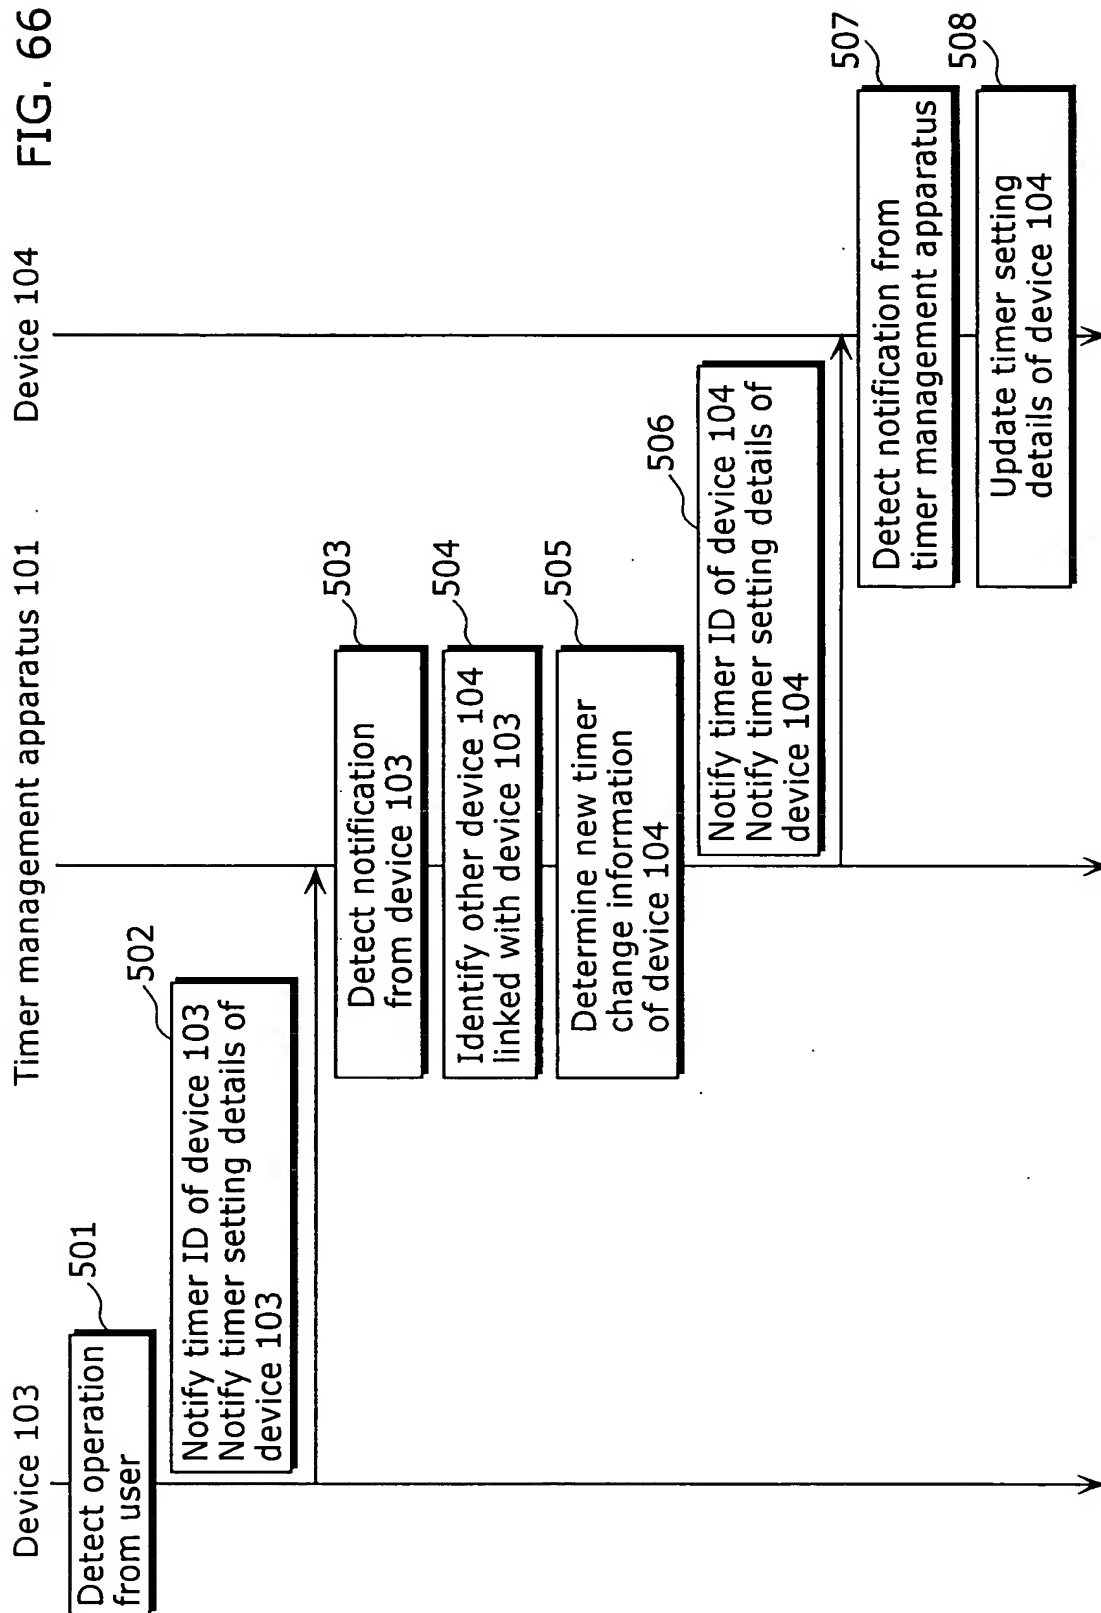 FIG. 66
Device 103
Timer management apparatus 101
Device 104
501
Detect operation
from user
502
Notify timer ID of device 103
Notify timer setting details of
device 103
503
Detect notification
from device 103
504
Identify other device 104
linked with device 103
505
Determine new timer
change information
of device 104
506
Notify timer ID of device 104
Notify timer setting details of
device 104
507
Detect notification from
timer management apparatus
508
Update timer setting
details of device 104